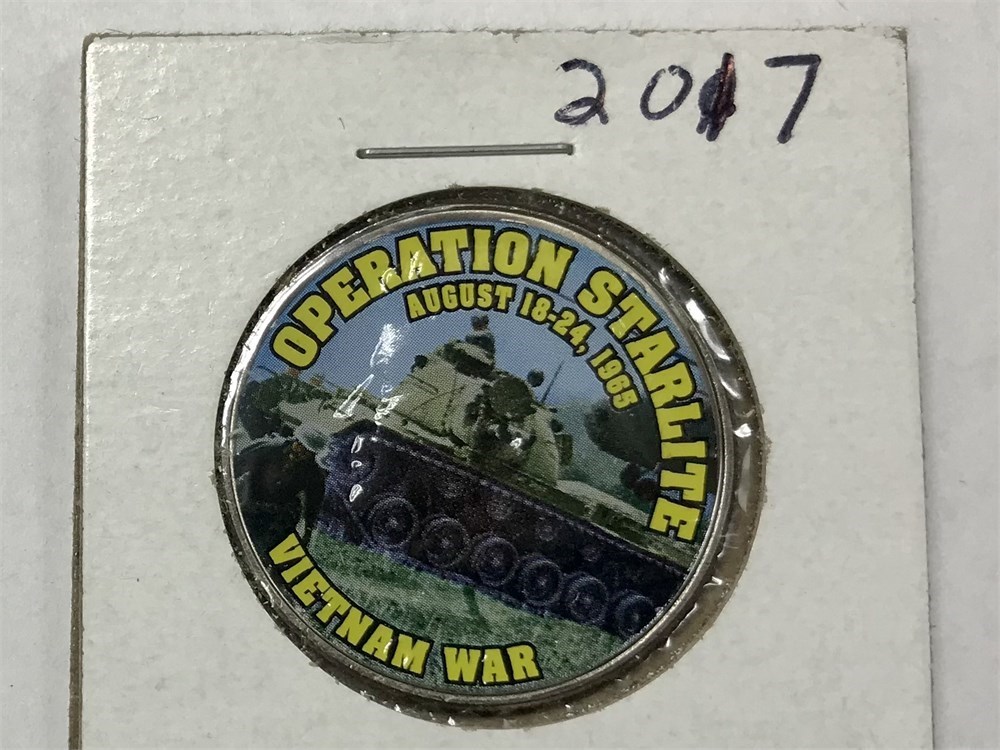 2017
OPERATION STARLITE
AUGUST 18-24, 1965
VIETNAM WAR